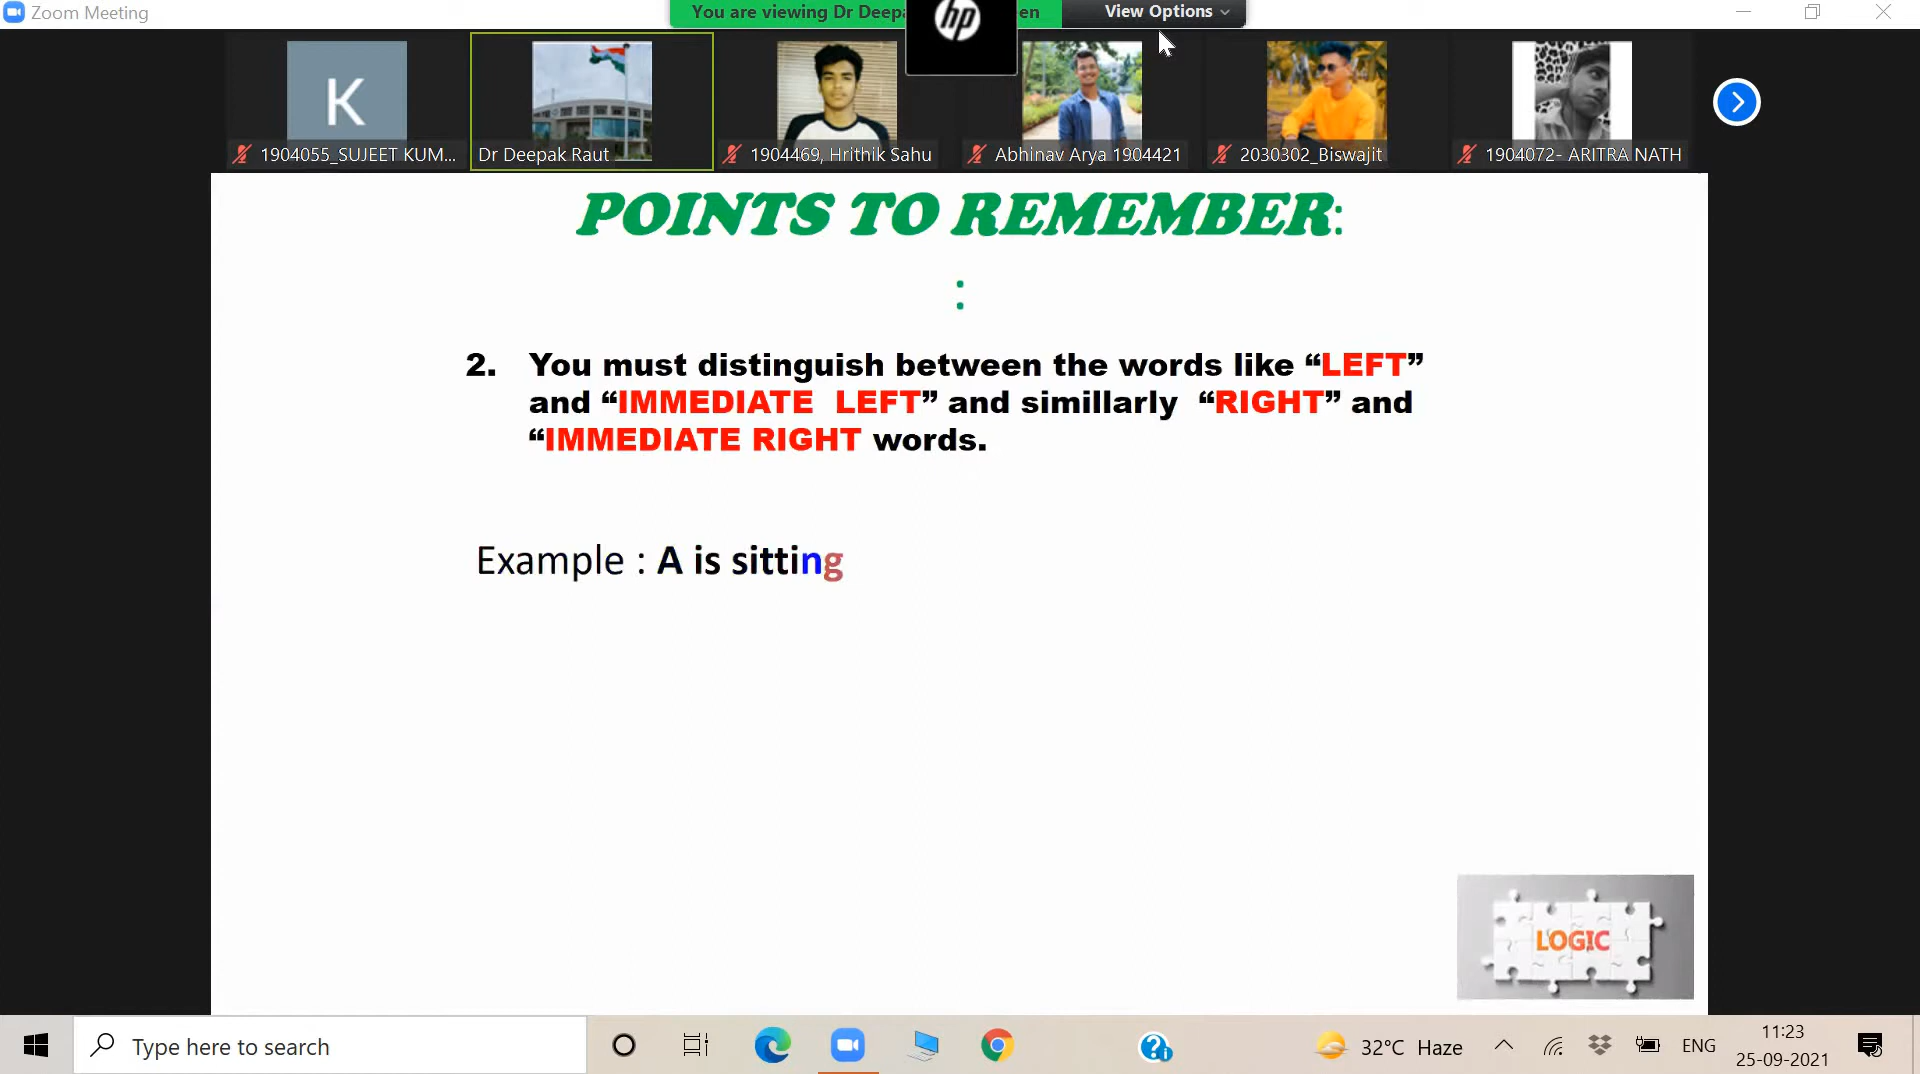 Zoom Meeting
You are viewing Dr Deepa en
View Options
hp
K
1904055_SUJEET KUM...
Dr Deepak Raut
1904469, Hrithik Sahu
Abhinav Arya 1904421
2030302_Biswajit
1904072- ARITRA NATH
POINTS TO REMEMBER:
:
2. You must distinguish between the words like “LEFT”
and “IMMEDIATE LEFT” and simillarly “RIGHT” and
“IMMEDIATE RIGHT words.
Example : A is sitting
LOGIC
Type here to search
32°C Haze
ENG
11:23
25-09-2021